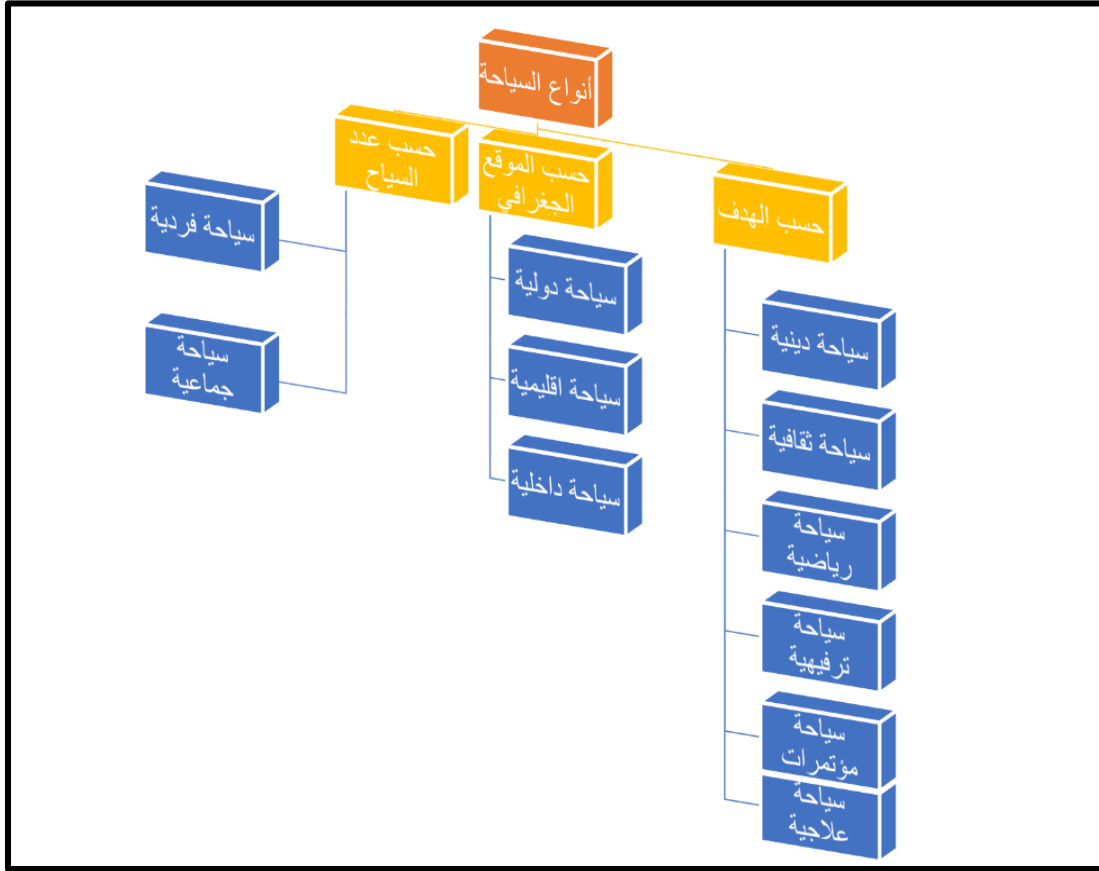 أنواع السياحة
حسب الهدف
سياحة دينية
سياحة ثقافية
سياحة
رياضية
سياحة
ترفيهية
سياحة
مؤتمرات
سياحة
علاجية
حسب الموقع
الجغرافي
سياحة دولية
سياحة اقليمية
سياحة داخلية
حسب عدد
السياح
سياحة فردية
سياحة
جماعية